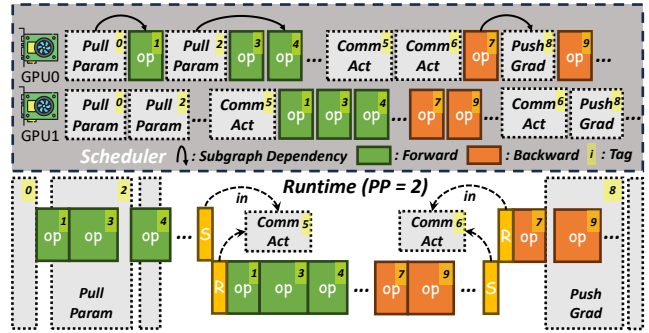 GPU0
Pull Param 0
op 1
Pull Param 2
op 3
op 4
...
Comm Act 5
Comm Act 6
op 7
Push Grad 8
op 9
...
GPU1
Pull Param 0
Pull Param 2
...
Comm Act 5
op 1
op 3
op 4
...
op 7
op 9
...
Comm Act 6
Push Grad 8
...
Scheduler : Subgraph Dependency : Forward : Backward i : Tag
Runtime (PP = 2)
0
2
8
op 1
op 3
op 4
...
S
in
Comm Act 5
in
Comm Act 6
R
op 7
op 9
...
Pull Param
R
op 1
op 3
op 4
...
op 7
op 9
...
S
Push Grad